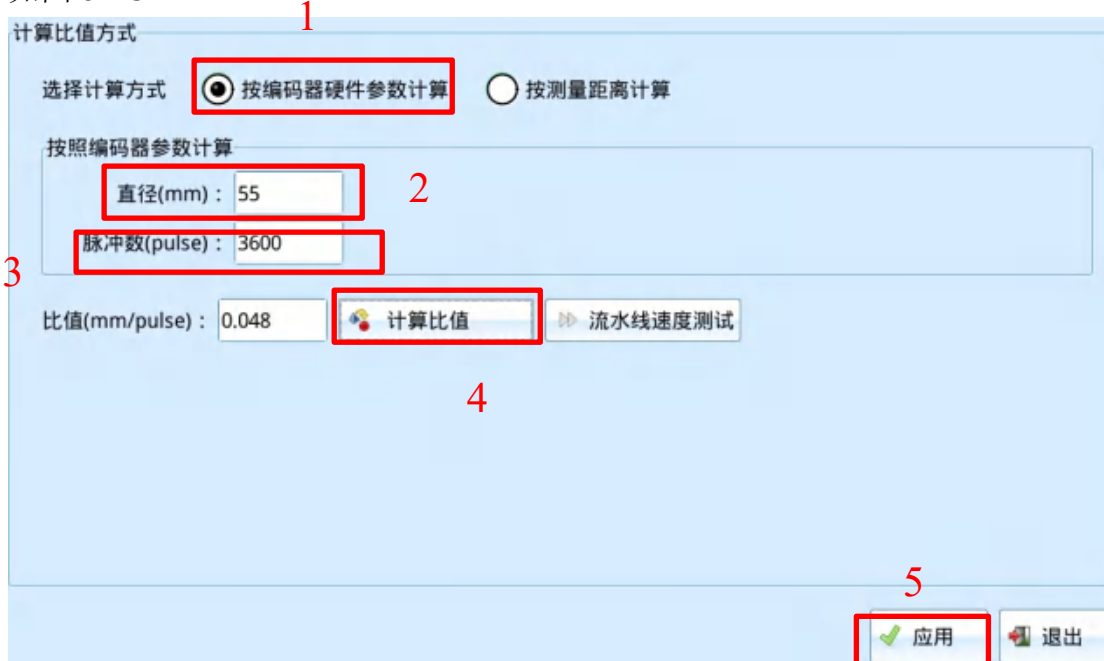 1
计算比值方式
选择计算方式 按编码器硬件参数计算 按测量距离计算
按照编码器参数计算
直径(mm)： 55 2
脉冲数(pulse)： 3600
3
比值(mm/pulse)： 0.048 计算比值 流水线速度测试
4
5
应用 退出